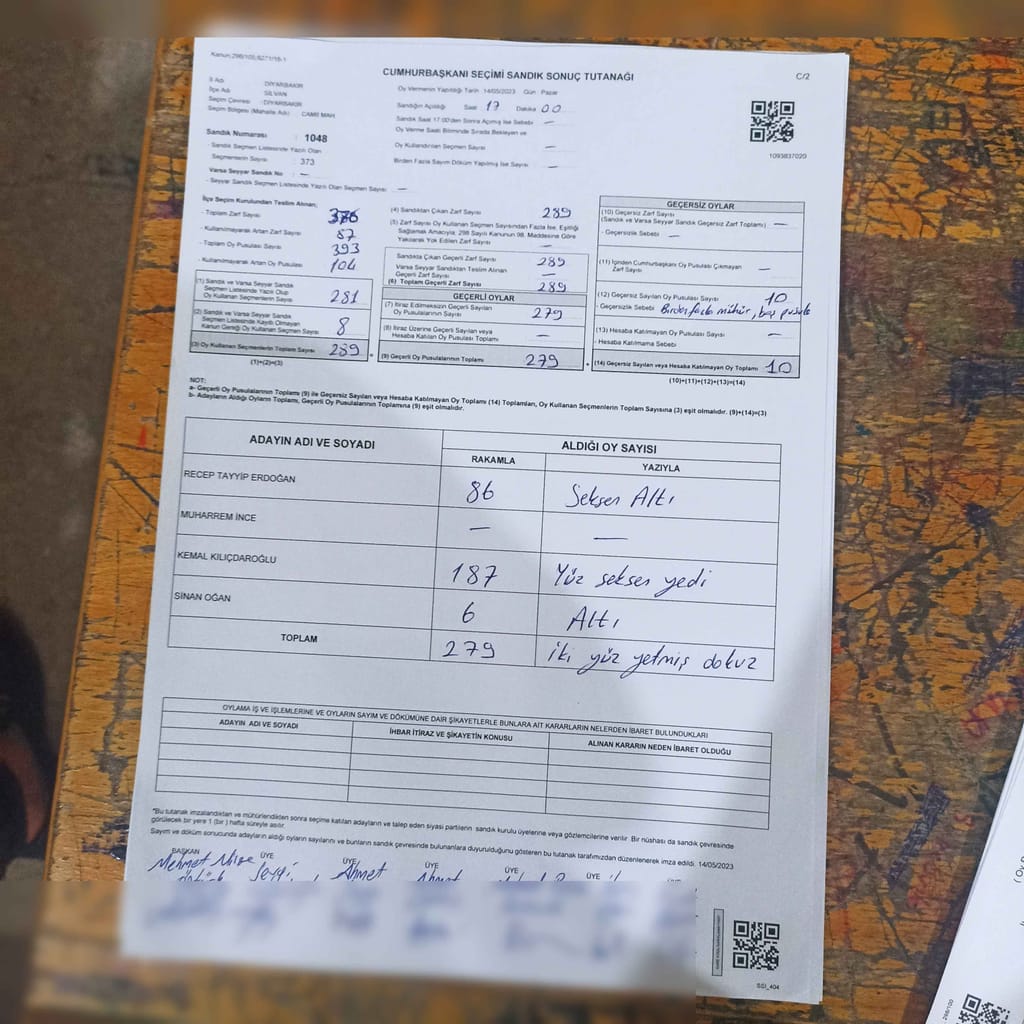 Kanun:298/105,6271/18-1
CUMHURBAŞKANI SEÇİMİ SANDIK SONUÇ TUTANAĞI
C/2
İl Adı : DİYARBAKIR
İlçe Adı : SİLVAN
Seçim Çevresi : DİYARBAKIR
Seçim Bölgesi (Mahalle Adı) : CAMİİ MAH
Sandık Numarası : 1048
- Sandık Seçmen Listesinde Yazılı Olan
Seçmenlerin Sayısı : 373
Varsa Seyyar Sandık No : —
- Seyyar Sandık Seçmen Listesinde Yazılı Olan Seçmen Sayısı : —
Oy Vermenin Yapıldığı Tarih 14/05/2023 Gün Pazar
Sandığın Açıldığı Saat 17 Dakika 00
Sandık Saat 17:00'den Sonra Açılmış İse Sebebi —
Oy Verme Saati Bitiminde Sırada Bekleyen ve
Oy Kullandırılan Seçmen Sayısı —
Birden Fazla Sayım Döküm Yapılmış İse Sayısı —
1093837020
İlçe Seçim Kurulundan Teslim Alınan;
- Toplam Zarf Sayısı 376
- Kullanılmayarak Artan Zarf Sayısı 87
- Toplam Oy Pusulası Sayısı 393
- Kullanılmayarak Artan Oy Pusulası 104
(1) Sandık ve Varsa Seyyar Sandık
Seçmen Listesinde Yazılı Olup
Oy Kullanan Seçmenlerin Sayısı 281
(2) Sandık ve Varsa Seyyar Sandık
Seçmen Listesinde Kayıtlı Olmayan
Kanun Gereği Oy Kullanan Seçmen Sayısı 8
(3) Oy Kullanan Seçmenlerin Toplam Sayısı 289
(1)+(2)=(3)
(4) Sandıktan Çıkan Zarf Sayısı 289
(5) Zarf Sayısı Oy Kullanan Seçmen Sayısından Fazla İse, Eşitliği
Sağlamak Amacıyla; 298 Sayılı Kanunun 98. Maddesine Göre
Yakılarak Yok Edilen Zarf Sayısı —
Sandıkta Çıkan Geçerli Zarf Sayısı 289
Varsa Seyyar Sandıktan Teslim Alınan
Geçerli Zarf Sayısı —
(6) Toplam Geçerli Zarf Sayısı 289
GEÇERLİ OYLAR
(7) İtiraz Edilmeksizin Geçerli Sayılan
Oy Pusulalarının Sayısı 279
(8) İtiraz Üzerine Geçerli Sayılan veya
Hesaba Katılan Oy Pusulası Toplamı —
= (9) Geçerli Oy Pusulalarının Toplamı 279
GEÇERSİZ OYLAR
(10) Geçersiz Zarf Sayısı
(Sandık ve Varsa Seyyar Sandık Geçersiz Zarf Toplamı) —
- Geçersizlik Sebebi —
(11) İçinden Cumhurbaşkanı Oy Pusulası Çıkmayan
Zarf Sayısı —
(12) Geçersiz Sayılan Oy Pusulası Sayısı 10
- Geçersizlik Sebebi Birden fazla mühür, boş pusula
(13) Hesaba Katılmayan Oy Pusulası Sayısı —
- Hesaba Katılmama Sebebi
+ (14) Geçersiz Sayılan veya Hesaba Katılmayan Oy Toplamı 10
(10)+(11)+(12)+(13)=(14)
NOT:
a- Geçerli Oy Pusulalarının Toplamı (9) ile Geçersiz Sayılan veya Hesaba Katılmayan Oy Toplamı (14) Toplamları, Oy Kullanan Seçmenlerin Toplam Sayısına (3) eşit olmalıdır. (9)+(14)=(3)
b- Adayların Aldığı Oyların Toplamı, Geçerli Oy Pusulalarının Toplamına (9) eşit olmalıdır.
ADAYIN ADI VE SOYADI
ALDIĞI OY SAYISI
RAKAMLA YAZIYLA
RECEP TAYYİP ERDOĞAN 86 Seksen Altı
MUHARREM İNCE — —
KEMAL KILIÇDAROĞLU 187 Yüz seksen yedi
SİNAN OĞAN 6 Altı
TOPLAM 279 iki yüz yetmiş dokuz
OYLAMA İŞ VE İŞLEMLERİNE VE OYLARIN SAYIM VE DÖKÜMÜNE DAİR ŞİKAYETLERLE BUNLARA AİT KARARLARIN NELERDEN İBARET BULUNDUKLARI
ADAYIN ADI VE SOYADI İHBAR İTİRAZ VE ŞİKAYETİN KONUSU ALINAN KARARIN NEDEN İBARET OLDUĞU
*Bu tutanak imzalandıktan ve mühürlendikten sonra seçime katılan adayların ve talep eden siyasi partilerin sandık kurulu üyelerine veya gözlemcilerine verilir. Bir nüshası da sandık çevresinde
görülecek bir yere 1 (bir) hafta süreyle asılır.
Sayım ve döküm sonucunda adayların aldığı oyların sayılarını ve bunların sandık çevresinde bulunanlara duyurulduğunu gösteren bu tutanak tarafımızdan düzenlenerek imza edildi. 14/05/2023
BAŞKAN ÜYE ÜYE ÜYE ÜYE ÜYE
Mehmet Ahmet Ahmet
SSİ_404